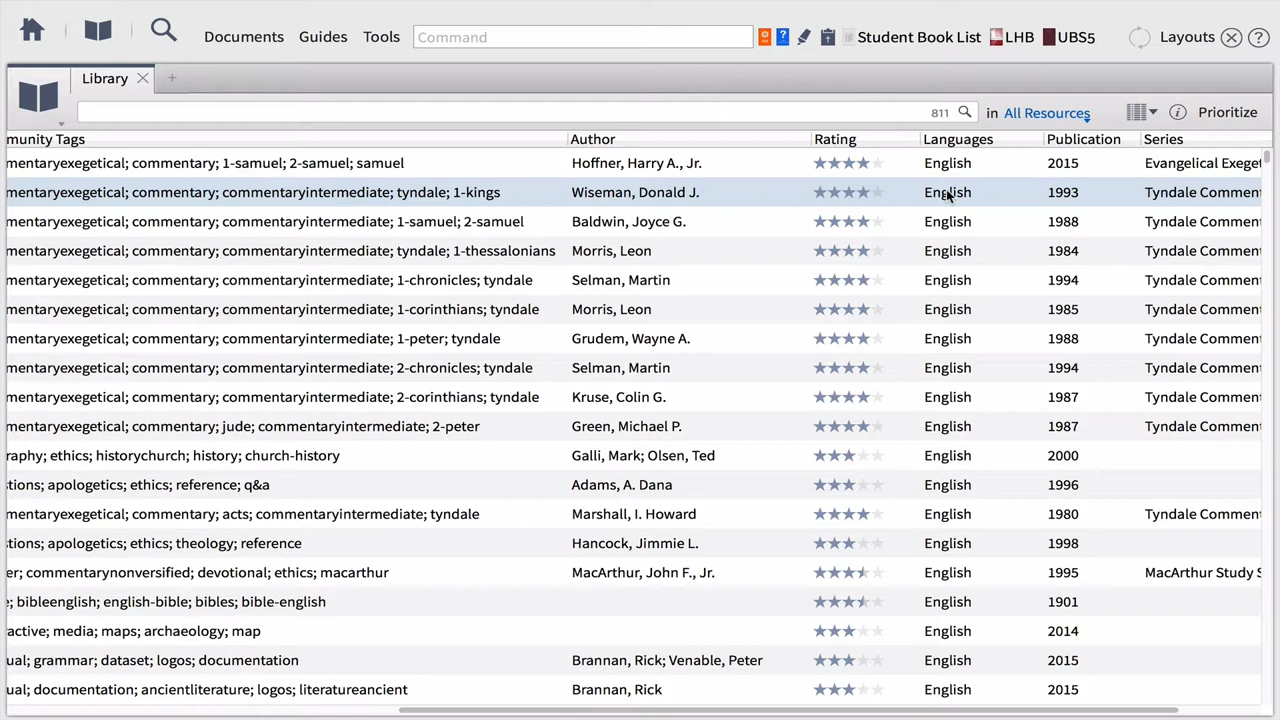 Documents Guides Tools Command Student Book List LHB UBS5 Layouts
Library
811 in All Resources Prioritize
munity Tags Author Rating Languages Publication Series
mentaryexegetical; commentary; 1-samuel; 2-samuel; samuel Hoffner, Harry A., Jr. English 2015 Evangelical Exeget
mentaryexegetical; commentary; commentaryintermediate; tyndale; 1-kings Wiseman, Donald J. English 1993 Tyndale Comment
mentaryexegetical; commentary; commentaryintermediate; 1-samuel; 2-samuel Baldwin, Joyce G. English 1988 Tyndale Comment
mentaryexegetical; commentary; commentaryintermediate; tyndale; 1-thessalonians Morris, Leon English 1984 Tyndale Comment
mentaryexegetical; commentary; commentaryintermediate; 1-chronicles; tyndale Selman, Martin English 1994 Tyndale Comment
mentaryexegetical; commentary; commentaryintermediate; 1-corinthians; tyndale Morris, Leon English 1985 Tyndale Comment
mentaryexegetical; commentary; commentaryintermediate; 1-peter; tyndale Grudem, Wayne A. English 1988 Tyndale Comment
mentaryexegetical; commentary; commentaryintermediate; 2-chronicles; tyndale Selman, Martin English 1994 Tyndale Comment
mentaryexegetical; commentary; commentaryintermediate; 2-corinthians; tyndale Kruse, Colin G. English 1987 Tyndale Comment
mentaryexegetical; commentary; jude; commentaryintermediate; 2-peter Green, Michael P. English 1987 Tyndale Comment
raphy; ethics; historychurch; history; church-history Galli, Mark; Olsen, Ted English 2000
tions; apologetics; ethics; reference; q&a Adams, A. Dana English 1996
mentaryexegetical; commentary; acts; commentaryintermediate; tyndale Marshall, I. Howard English 1980 Tyndale Comment
tions; apologetics; ethics; theology; reference Hancock, Jimmie L. English 1998
er; commentarynonversified; devotional; ethics; macarthur MacArthur, John F., Jr. English 1995 MacArthur Study S
e; bibleenglish; english-bible; bibles; bible-english English 1901
active; media; maps; archaeology; map English 2014
ual; grammar; dataset; logos; documentation Brannan, Rick; Venable, Peter English 2015
ual; documentation; ancientliterature; logos; literatureancient Brannan, Rick English 2015